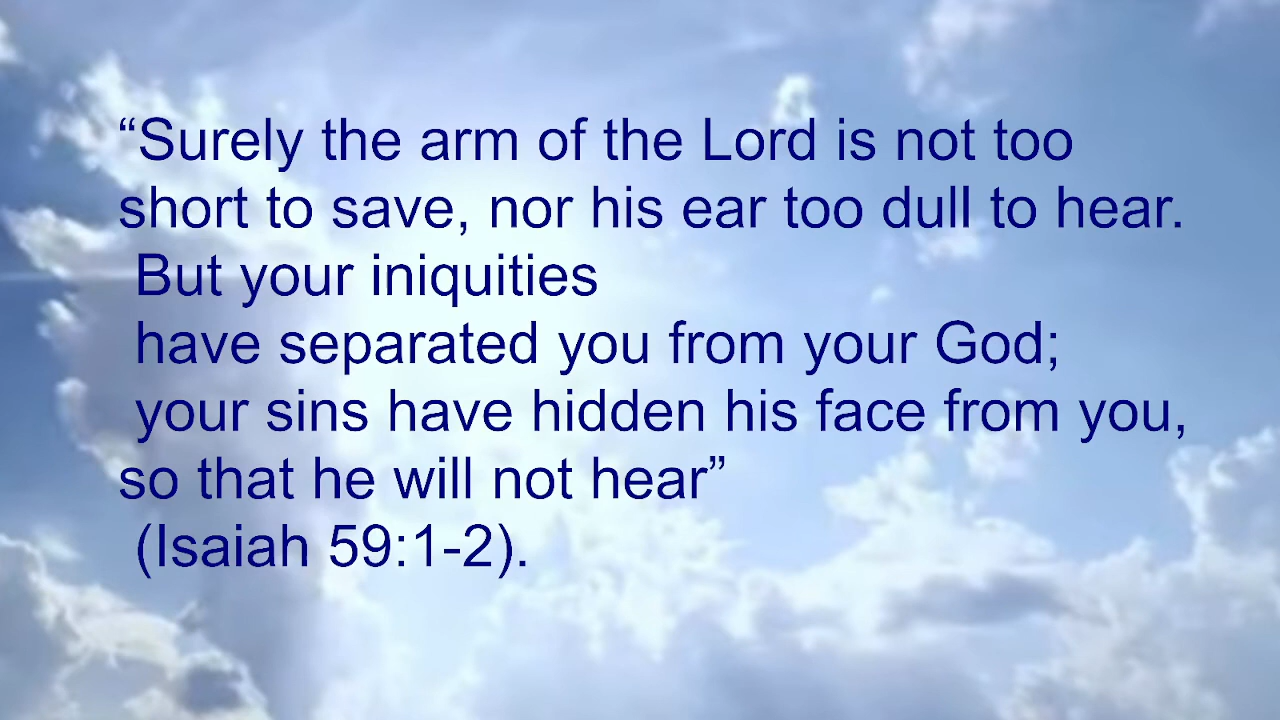 “Surely the arm of the Lord is not too
short to save, nor his ear too dull to hear.
But your iniquities
have separated you from your God;
your sins have hidden his face from you,
so that he will not hear”
(Isaiah 59:1-2).